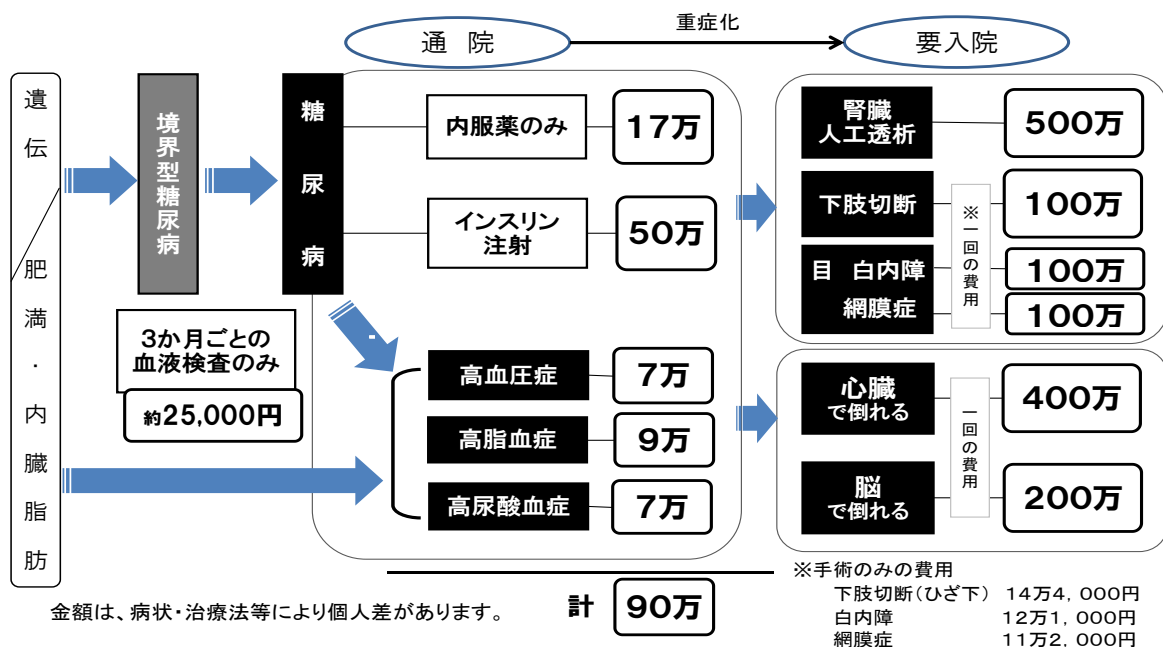 通 院
重症化
要入院
遺伝
肥満・内臓脂肪
境界型糖尿病
3か月ごとの
血液検査のみ
約25,000円
糖尿病
内服薬のみ
17万
インスリン
注射
50万
高血圧症
7万
高脂血症
9万
高尿酸血症
7万
計
90万
腎臓
人工透析
500万
下肢切断
100万
目 白内障
100万
網膜症
100万
※一回の費用
心臓
で倒れる
400万
脳
で倒れる
200万
一回の費用
金額は、病状・治療法等により個人差があります。
※手術のみの費用
下肢切断(ひざ下) 14万4,000円
白内障 12万1,000円
網膜症 11万2,000円